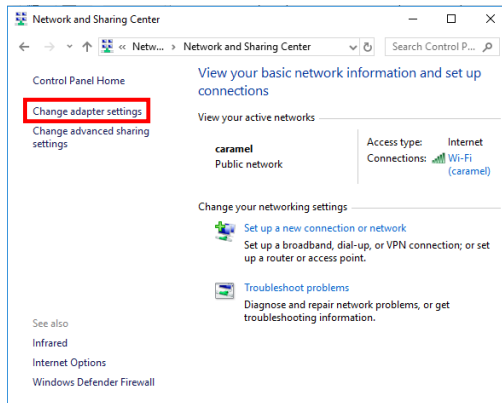 Network and Sharing Center
« Netw... › Network and Sharing Center
Search Control P...
Control Panel Home
Change adapter settings
Change advanced sharing
settings
View your basic network information and set up
connections
View your active networks
caramel
Public network
Access type: Internet
Connections: Wi-Fi
(caramel)
Change your networking settings
Set up a new connection or network
Set up a broadband, dial-up, or VPN connection; or set
up a router or access point.
Troubleshoot problems
Diagnose and repair network problems, or get
troubleshooting information.
See also
Infrared
Internet Options
Windows Defender Firewall